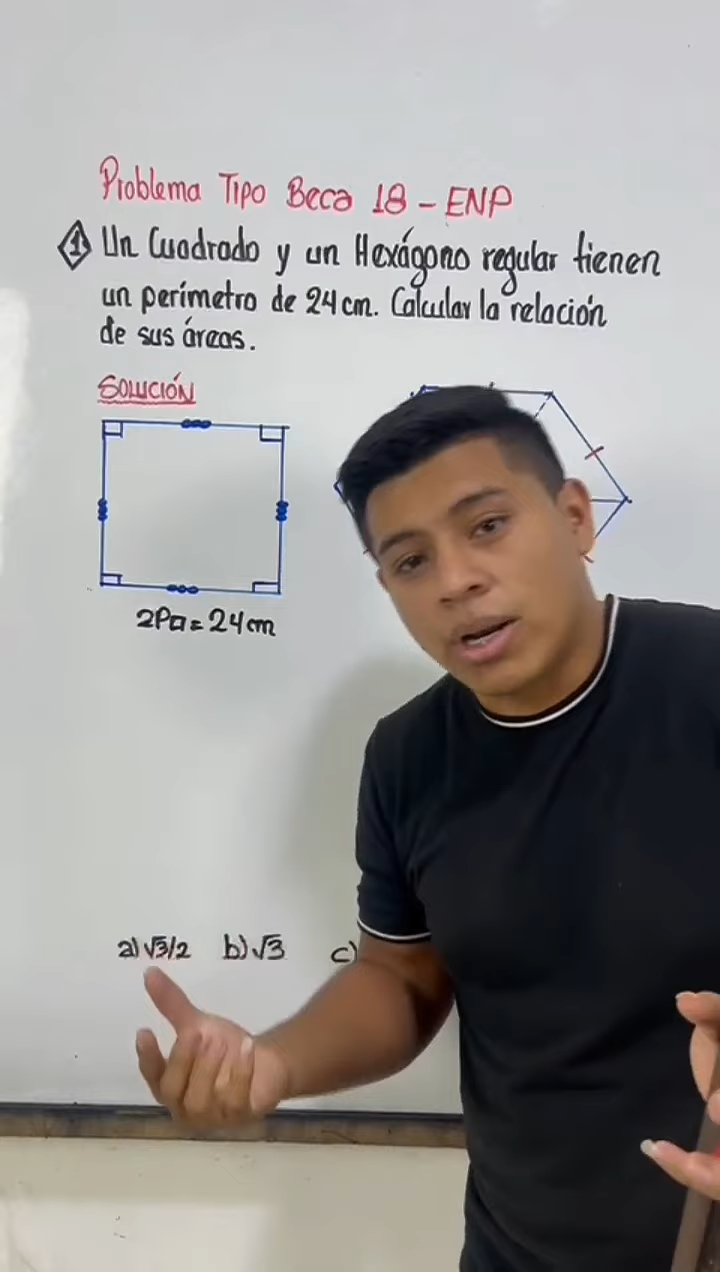 Problema Tipo Beca 18 - ENP
1 Un Cuadrado y un Hexágono regular tienen
un perímetro de 24 cm. Calcular la relación
de sus áreas.
SOLUCIÓN
2P□ = 24 cm
a) √3/2 b) √3 c)